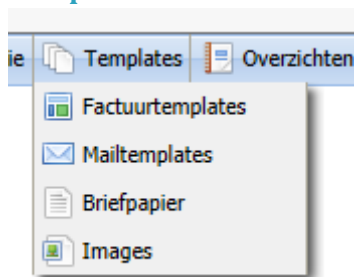 ie Templates Overzichten
Factuurtemplates
Mailtemplates
Briefpapier
Images